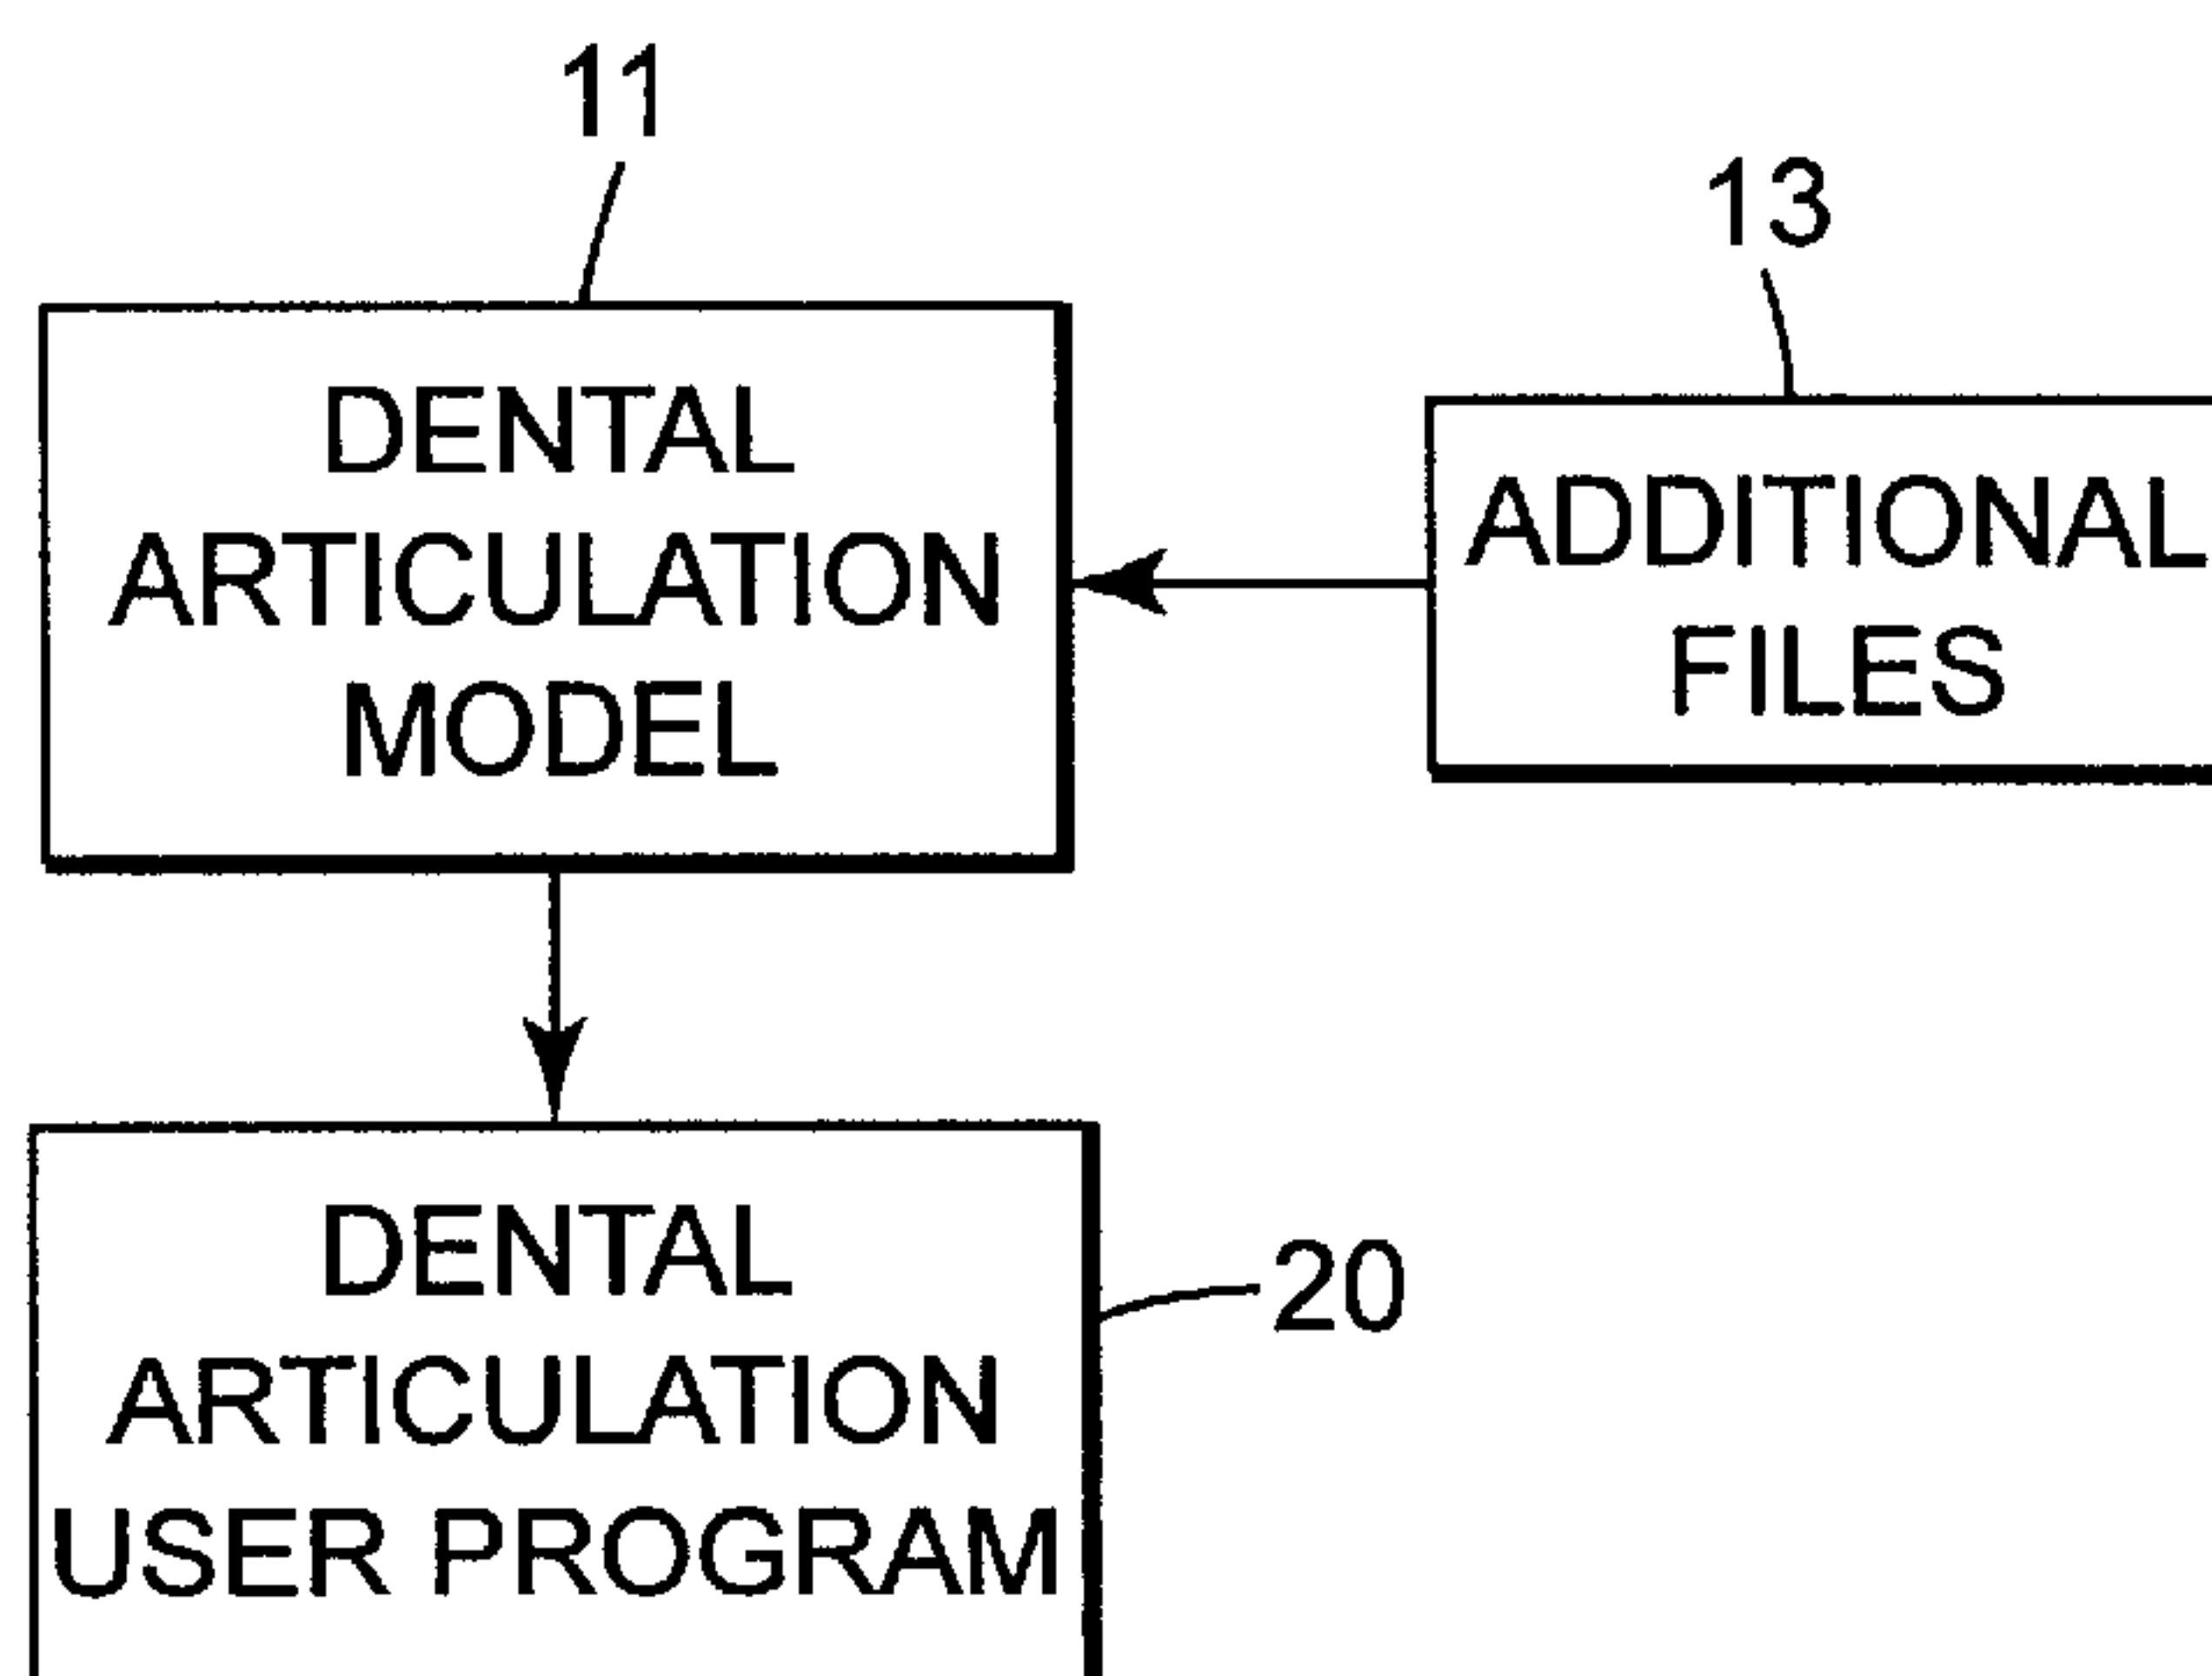 11
DENTAL
ARTICULATION
MODEL
13
ADDITIONAL
FILES
DENTAL
ARTICULATION
USER PROGRAM
20